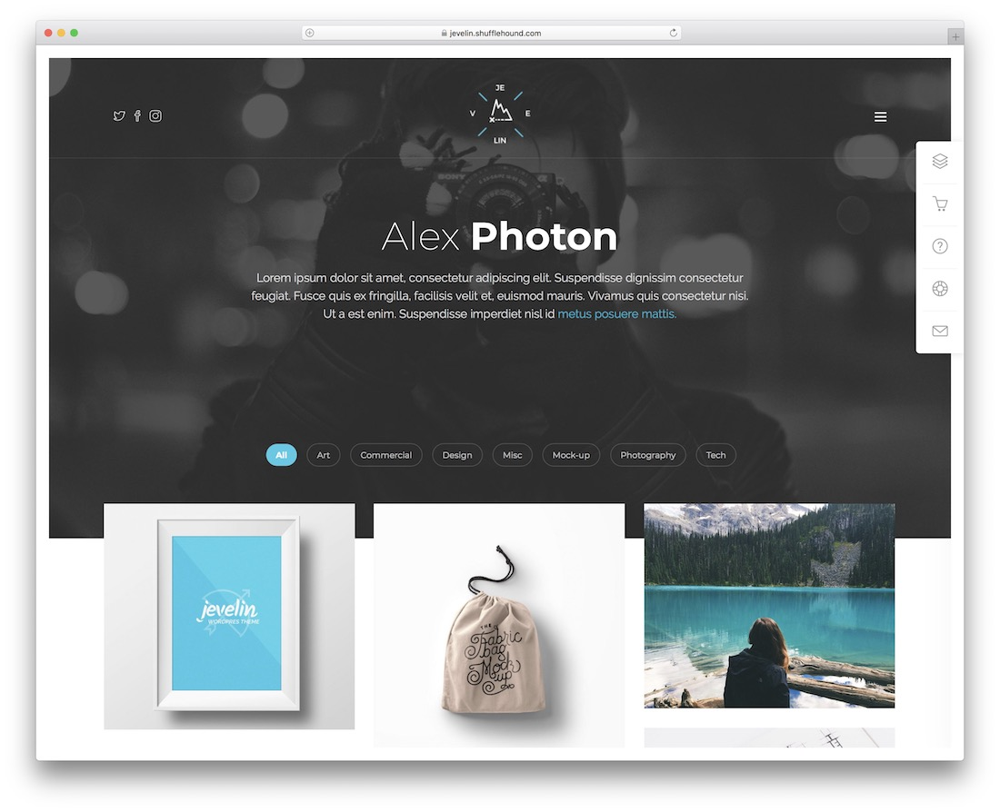 jevelin.shufflehound.com
JE
V E
LIN
SONY
Alex Photon
Lorem ipsum dolor sit amet, consectetur adipiscing elit. Suspendisse dignissim consectetur
feugiat. Fusce quis ex fringilla, facilisis velit et, euismod mauris. Vivamus quis consectetur nisi.
Ut a est enim. Suspendisse imperdiet nisl id metus posuere mattis.
All Art Commercial Design Misc Mock-up Photography Tech
jevelin
WORDPRES THEME
THE
Fabric
bag
Mock
up